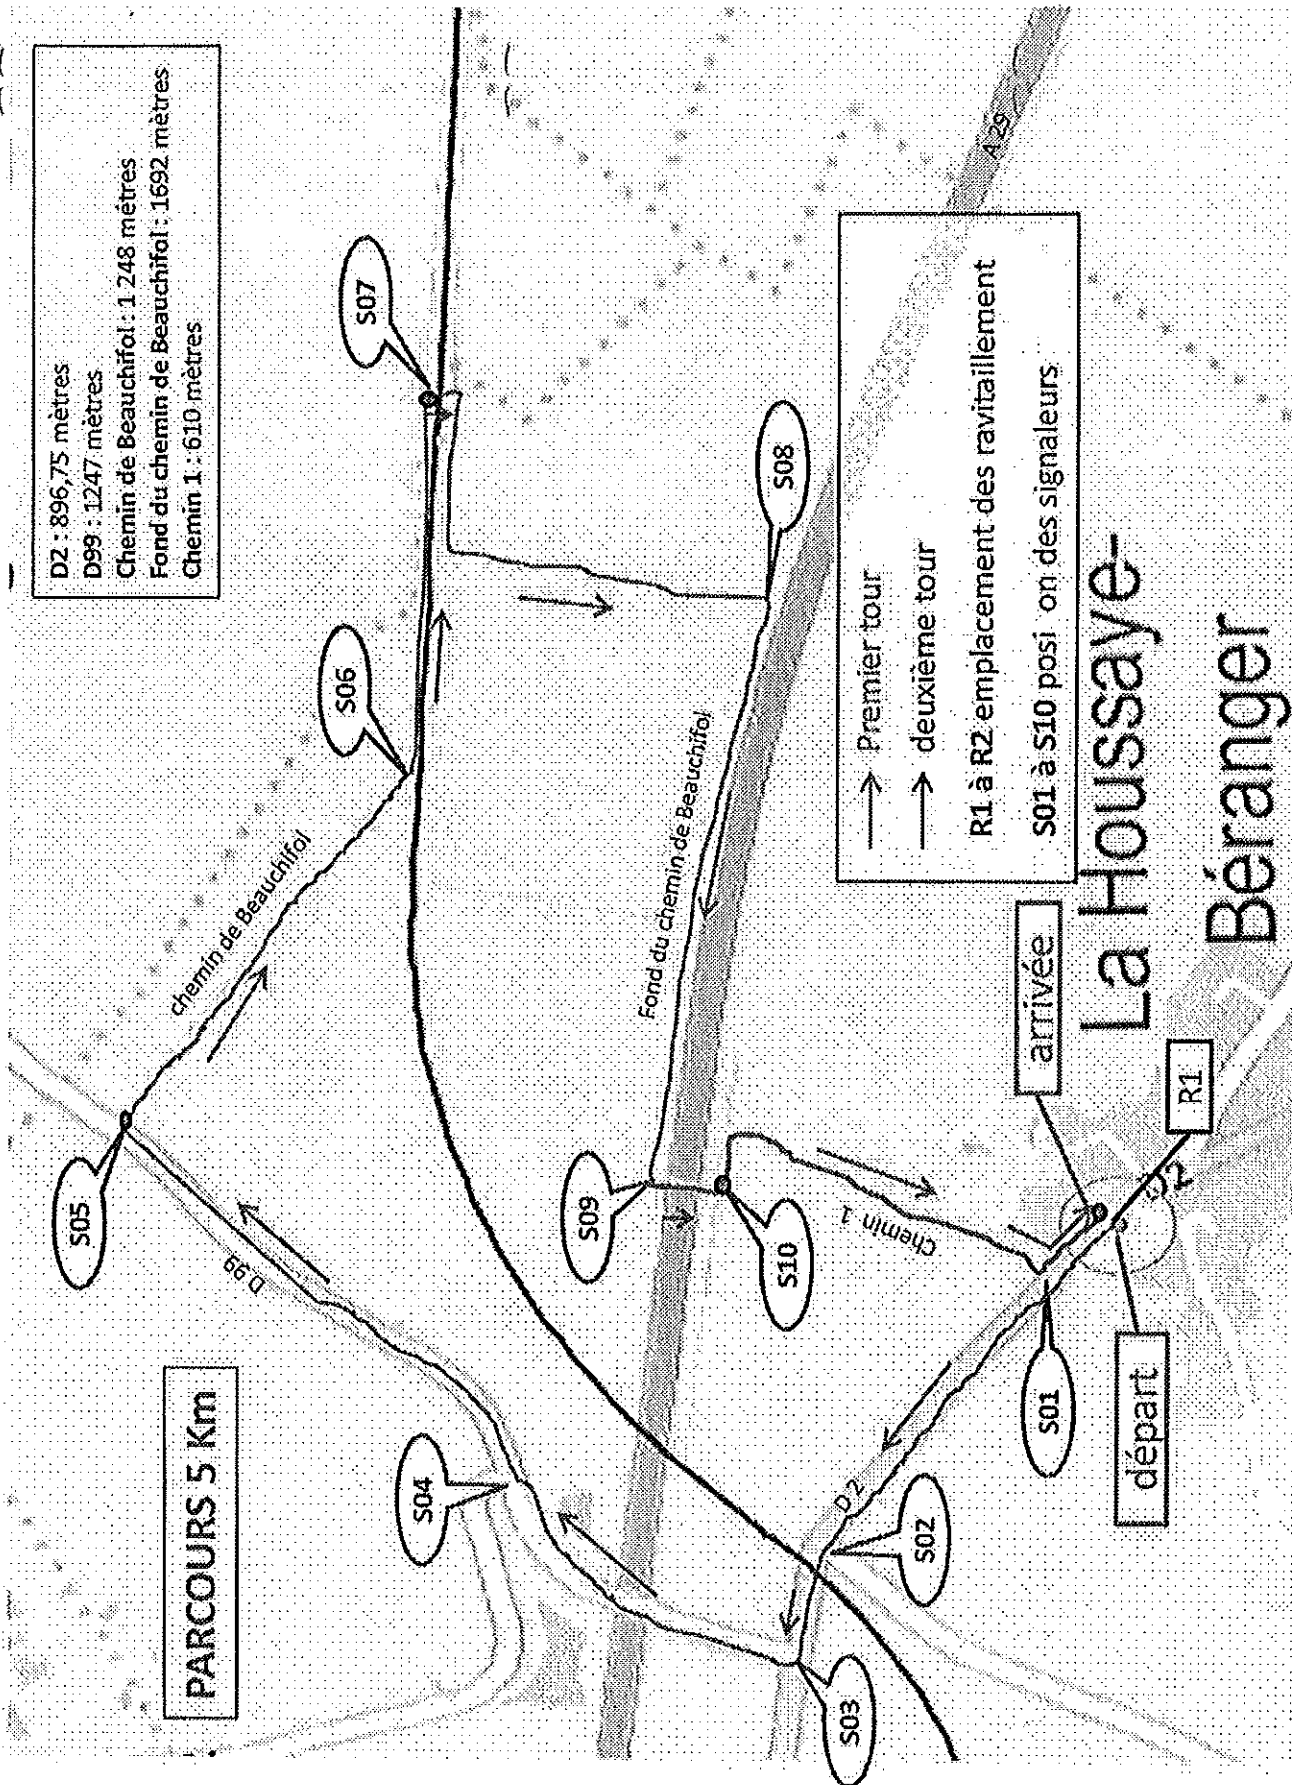 PARCOURS 5 Km
D2 : 896,75 mètres
D99 : 1247 mètres
Chemin de Beauchifol : 1 248 mètres
Fond du chemin de Beauchifol : 1692 mètres
Chemin 1 : 610 mètres
S05
D 99
chemin de Beauchifol
S06
S07
S04
S09
Fond du chemin de Beauchifol
S08
A 29
S10
Chemin 1
S03
S02
D 2
S01
départ
arrivée
R1
D2
Premier tour
deuxième tour
R1 à R2 emplacement des ravitaillement
S01 à S10 posi on des signaleurs
La Houssaye-
Béranger